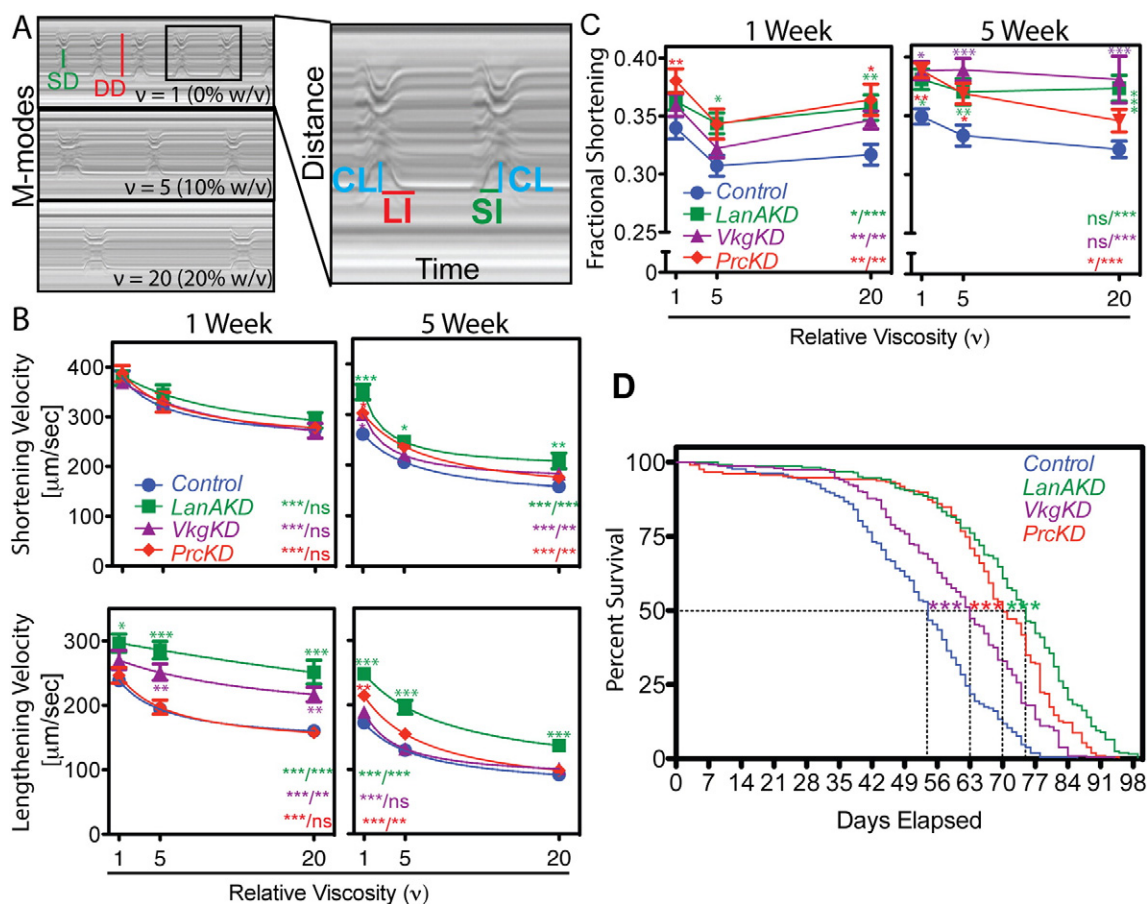 A
M-modes
SD
DD
ν = 1 (0% w/v)
ν = 5 (10% w/v)
ν = 20 (20% w/v)
Distance
CL
LI
SI
CL
Time
B
1 Week
5 Week
Shortening Velocity
[μm/sec]
400
300
200
100
0
Control
LanAKD
VkgKD
PrcKD
***/ns
***/ns
***/ns
***
*
*
*
**
***/***
***/**
***/**
Lengthening Velocity
[μm/sec]
300
200
100
0
*
***
***
**
**
***/***
***/**
***/ns
***
**
***
***
***/***
***/ns
***/**
1
5
20
1
5
20
Relative Viscosity (ν)
C
1 Week
5 Week
Fractional Shortening
0.40
0.35
0.30
0.25
0
**
*
*
**
Control
LanAKD
VkgKD
PrcKD
*/***
**/**
**/**
*
***
***
**
*
**
*
***
ns/***
ns/***
*/***
1
5
20
1
5
20
Relative Viscosity (ν)
D
Percent Survival
100
75
50
25
0
Control
LanAKD
VkgKD
PrcKD
*** *** ***
0 7 14 21 28 35 42 49 56 63 70 77 84 91 98
Days Elapsed